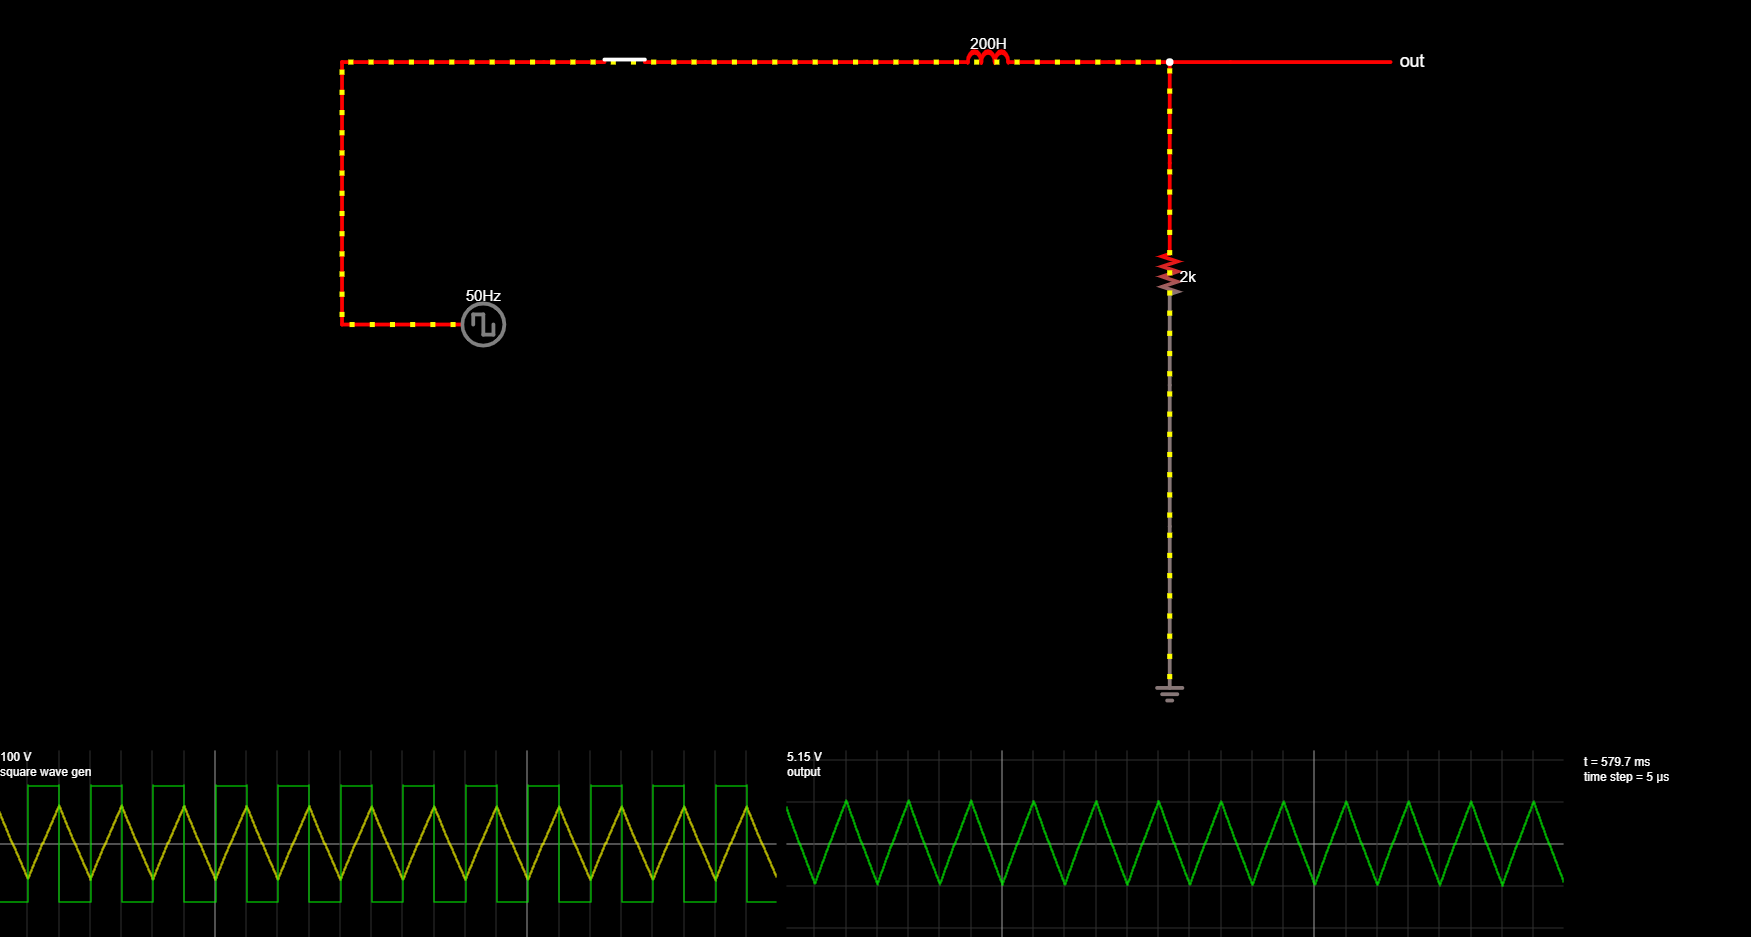 200H
out
2k
50Hz
100 V
square wave gen
5.15 V
output
t = 579.7 ms
time step = 5 µs